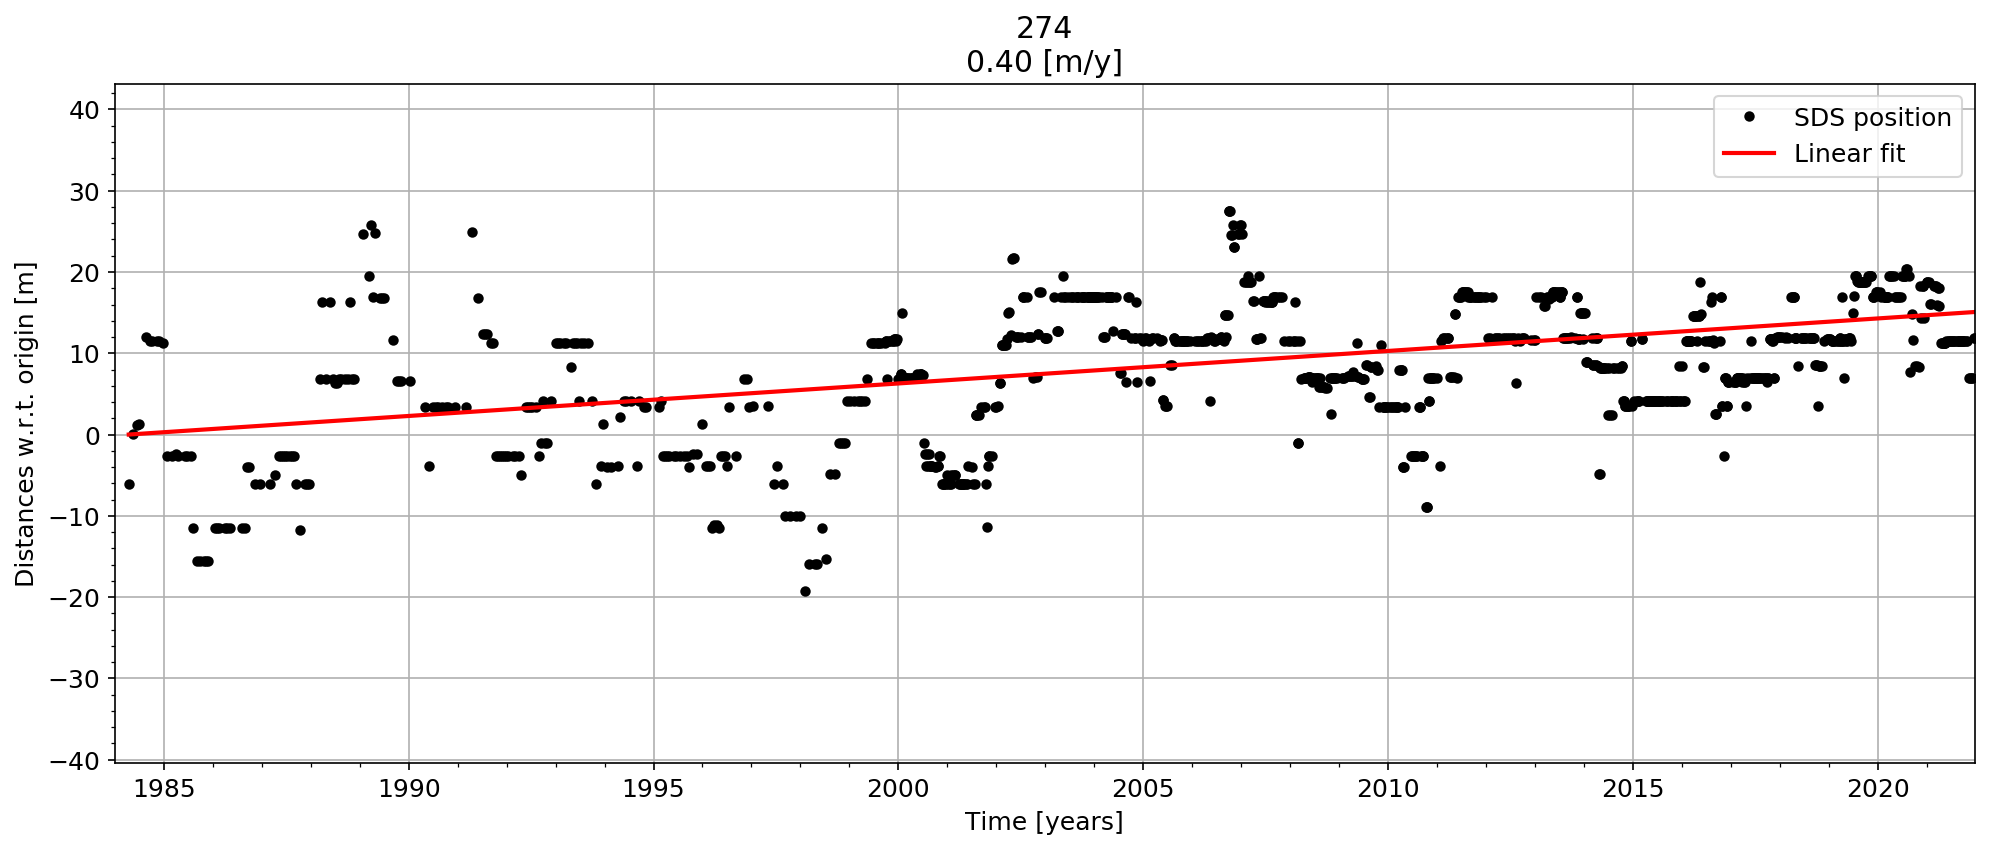 274
0.40 [m/y]
SDS position
Linear fit
Distances w.r.t. origin [m]
40
30
20
10
0
−10
−20
−30
−40
1985 1990 1995 2000 2005 2010 2015 2020
Time [years]